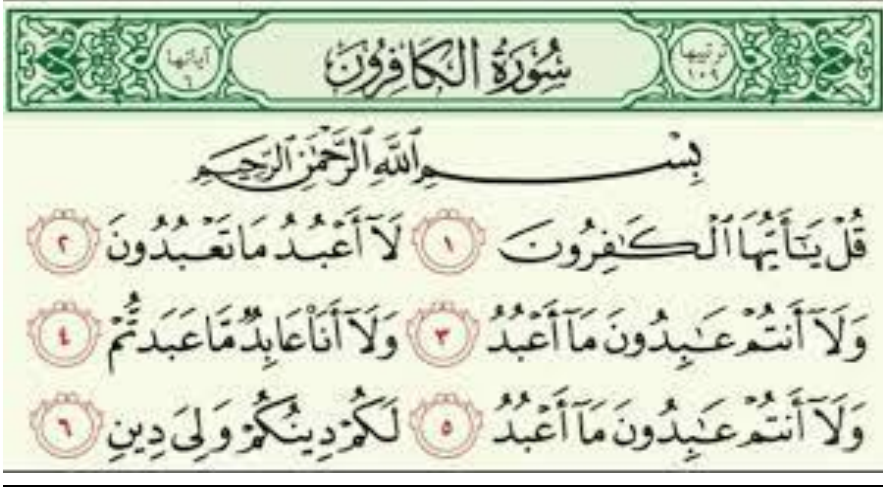 ترتيبها ١٠٩ سُورَةُ الكَافِرُونَ آياتها ٦
بِسْمِ ٱللَّهِ ٱلرَّحْمَٰنِ ٱلرَّحِيمِ
قُلْ يَـٰٓأَيُّهَا ٱلْكَـٰفِرُونَ ١ لَآ أَعْبُدُ مَا تَعْبُدُونَ ٢
وَلَآ أَنتُمْ عَـٰبِدُونَ مَآ أَعْبُدُ ٣ وَلَآ أَنَا۠ عَابِدٌ مَّا عَبَدتُّمْ ٤
وَلَآ أَنتُمْ عَـٰبِدُونَ مَآ أَعْبُدُ ٥ لَكُمْ دِينُكُمْ وَلِىَ دِينِ ٦